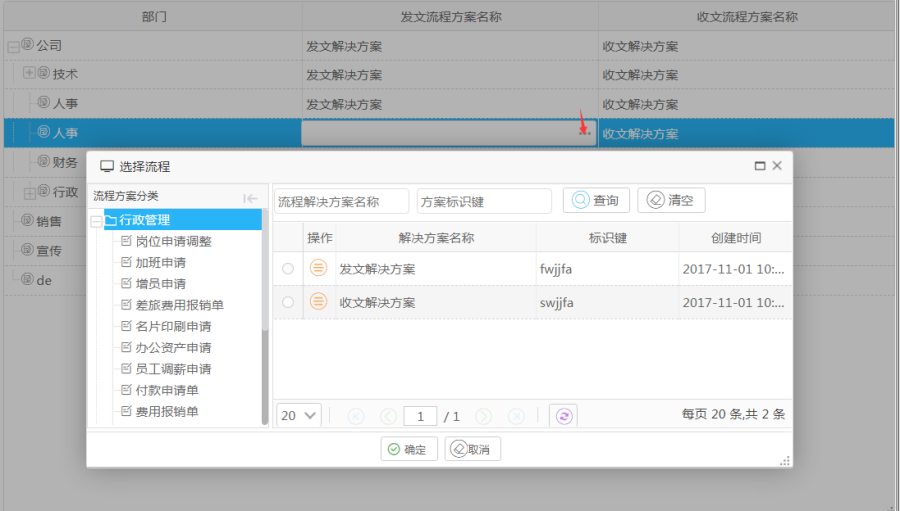 部门 发文流程方案名称 收文流程方案名称
公司 发文解决方案 收文解决方案
技术 发文解决方案 收文解决方案
人事 发文解决方案 收文解决方案
人事 ... 收文解决方案
财务
行政
销售
宣传
de
选择流程
流程方案分类
行政管理
岗位申请调整
加班申请
增员申请
差旅费用报销单
名片印刷申请
办公资产申请
员工调薪申请
付款申请单
费用报销单
流程解决方案名称 方案标识键 查询 清空
操作 解决方案名称 标识键 创建时间
发文解决方案 fwjjfa 2017-11-01 10:...
收文解决方案 swjjfa 2017-11-01 10:...
20 1 / 1 每页 20 条,共 2 条
确定 取消